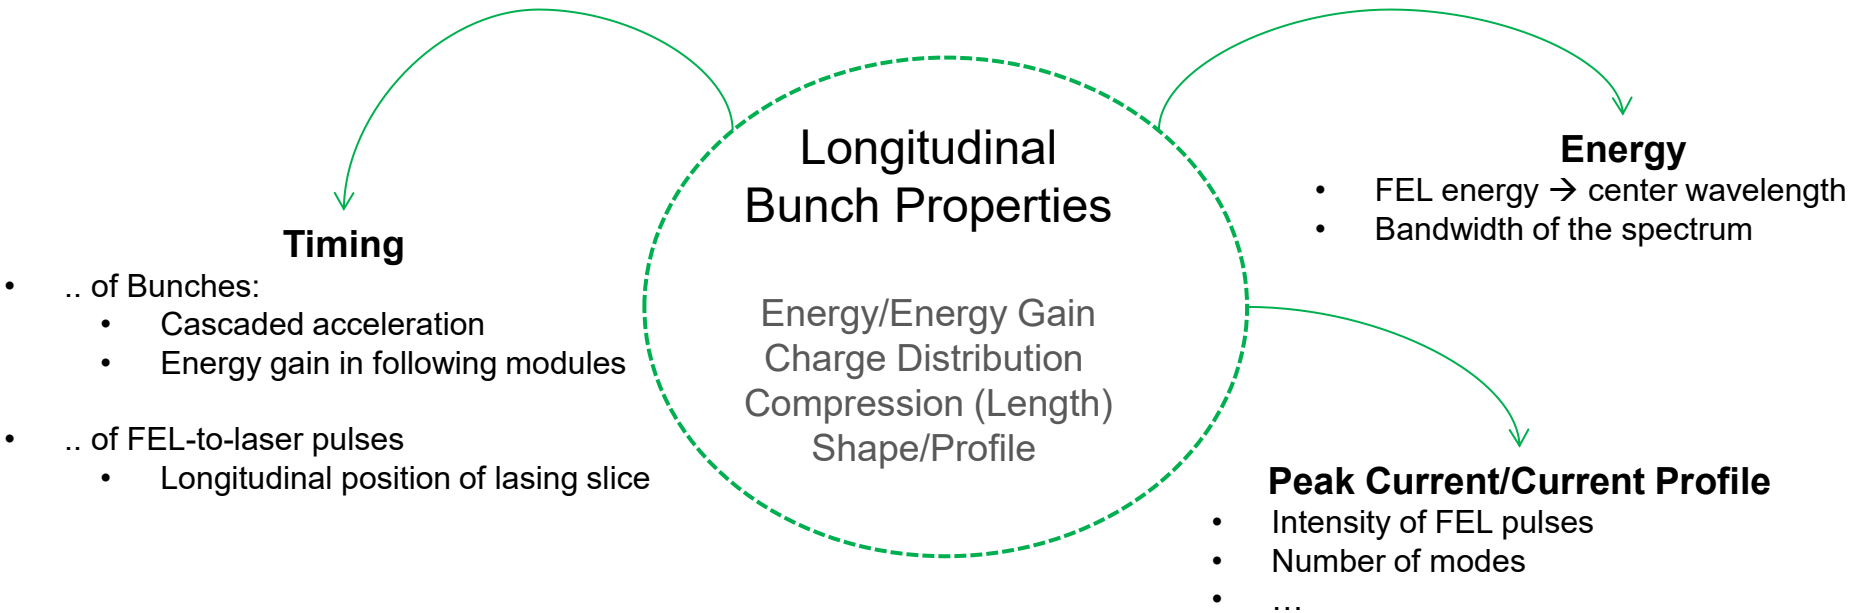 Longitudinal
Bunch Properties
Energy/Energy Gain
Charge Distribution
Compression (Length)
Shape/Profile
Timing
• .. of Bunches:
• Cascaded acceleration
• Energy gain in following modules
• .. of FEL-to-laser pulses
• Longitudinal position of lasing slice
Energy
• FEL energy → center wavelength
• Bandwidth of the spectrum
Peak Current/Current Profile
• Intensity of FEL pulses
• Number of modes
• ...